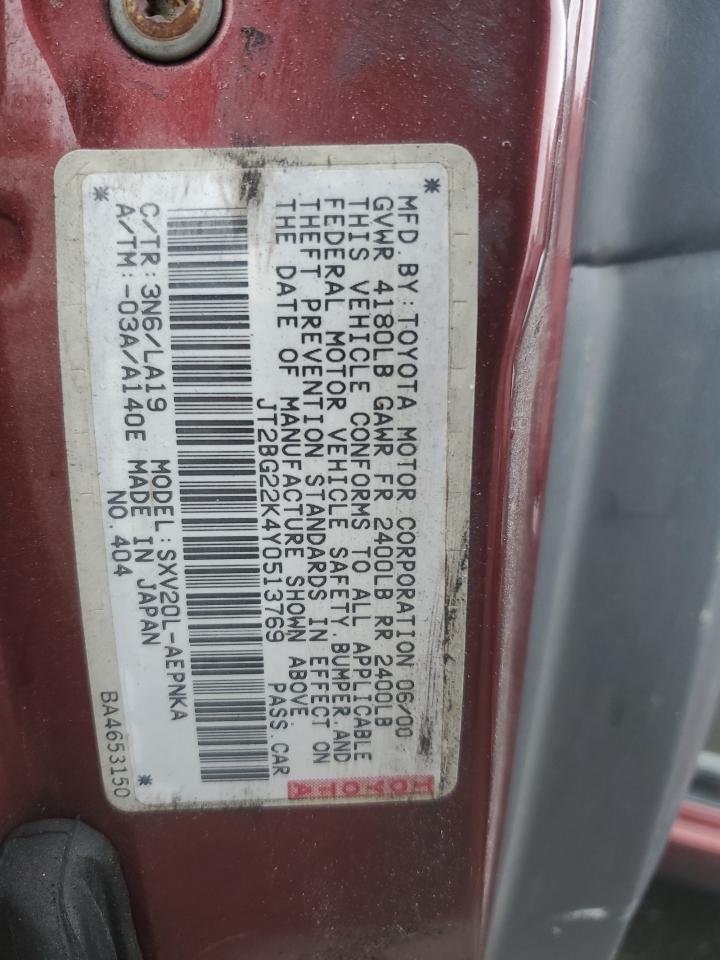 * MFD. BY: TOYOTA MOTOR CORPORATION 06/00
GVWR 4180LB GAWR FR 2400LB RR 2400LB
THIS VEHICLE CONFORMS TO ALL APPLICABLE
FEDERAL MOTOR VEHICLE SAFETY, BUMPER, AND
THEFT PREVENTION STANDARDS IN EFFECT ON
THE DATE OF MANUFACTURE SHOWN ABOVE.
JT2BG22K4Y0513769 PASS. CAR
TOYOTA
C/TR: 3N6/LA19 MODEL: SXV20L-AEPNKA *
* A/TM: -03A/A140E MADE IN JAPAN
NO. 404
BA4653150